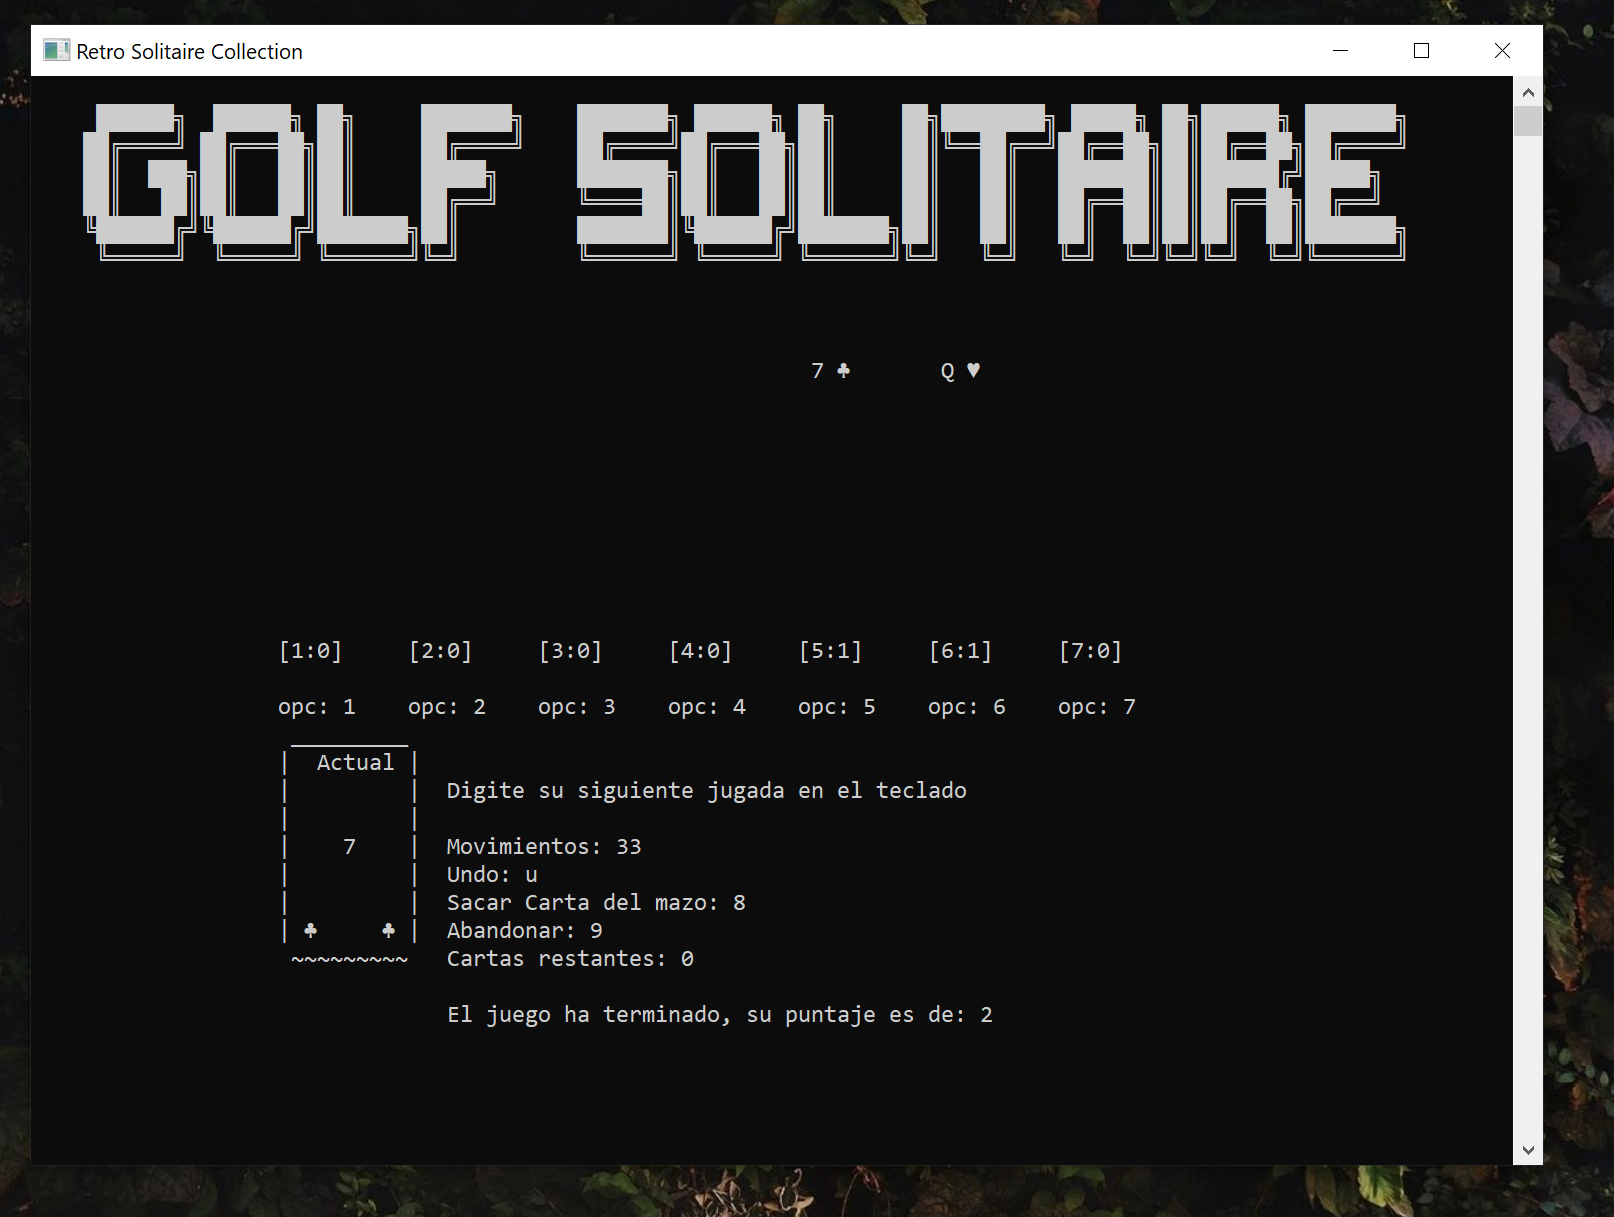 Retro Solitaire Collection
GOLF SOLITAIRE
7 ♣ Q ♥
[1:0] [2:0] [3:0] [4:0] [5:1] [6:1] [7:0]
opc: 1 opc: 2 opc: 3 opc: 4 opc: 5 opc: 6 opc: 7
Actual
Digite su siguiente jugada en el teclado
7 Movimientos: 33
Undo: u
Sacar Carta del mazo: 8
♣ ♣ Abandonar: 9
~~~~~~~~~ Cartas restantes: 0
El juego ha terminado, su puntaje es de: 2